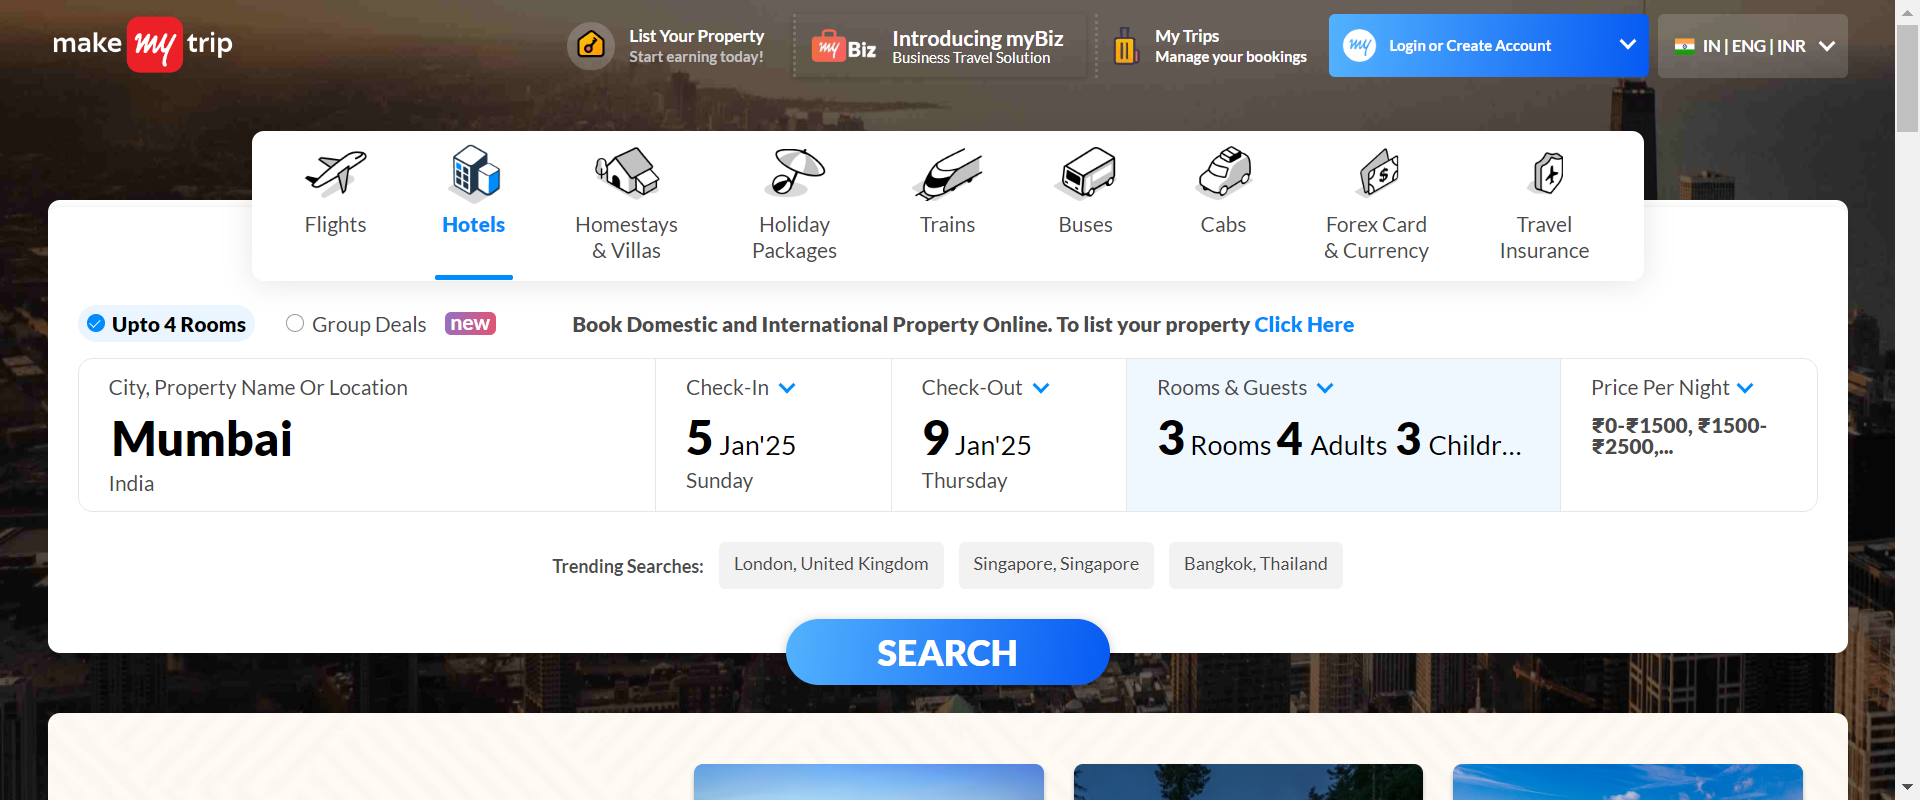 make my trip
List Your Property
Start earning today!
my Biz
Introducing myBiz
Business Travel Solution
My Trips
Manage your bookings
my Login or Create Account
IN | ENG | INR
Flights
Hotels
Homestays
& Villas
Holiday
Packages
Trains
Buses
Cabs
Forex Card
& Currency
Travel
Insurance
Upto 4 Rooms
Group Deals
new
Book Domestic and International Property Online. To list your property Click Here
City, Property Name Or Location
Mumbai
India
Check-In
5 Jan'25
Sunday
Check-Out
9 Jan'25
Thursday
Rooms & Guests
3 Rooms 4 Adults 3 Childr...
Price Per Night
₹0-₹1500, ₹1500-
₹2500,...
Trending Searches:
London, United Kingdom
Singapore, Singapore
Bangkok, Thailand
SEARCH